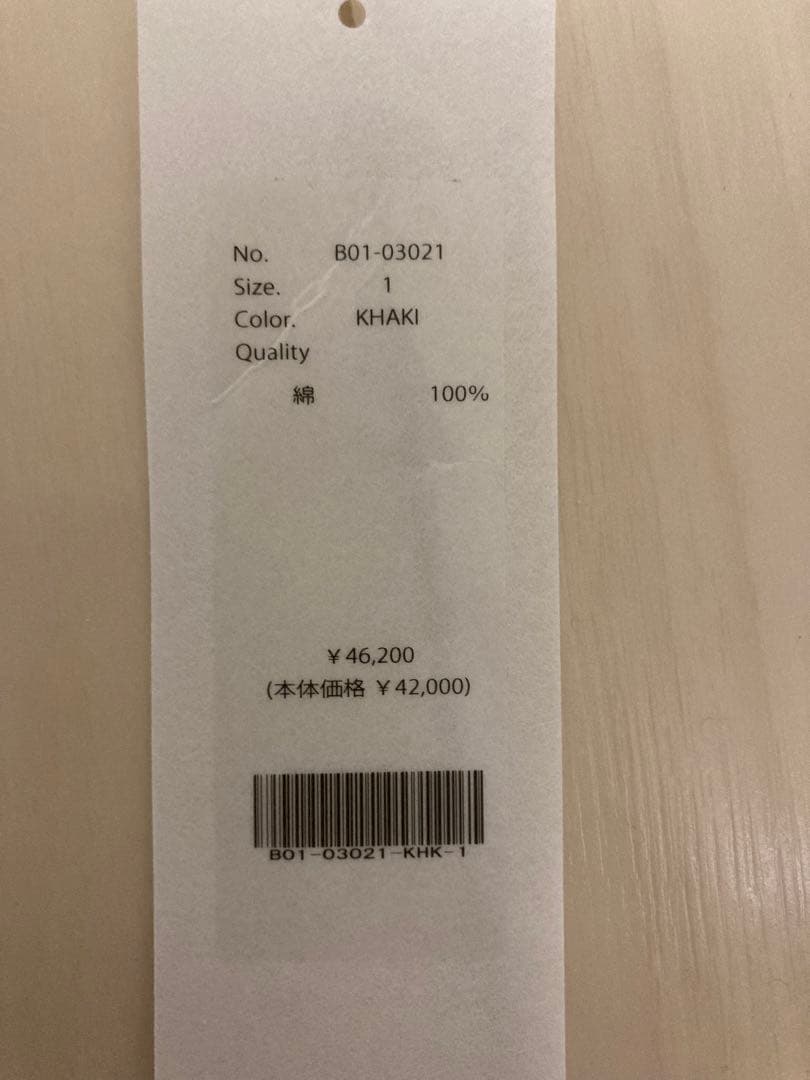 No. B01-03021
Size. 1
Color. KHAKI
Quality
綿 100%
¥46,200
(本体価格 ¥42,000)
B01-03021-KHK-1